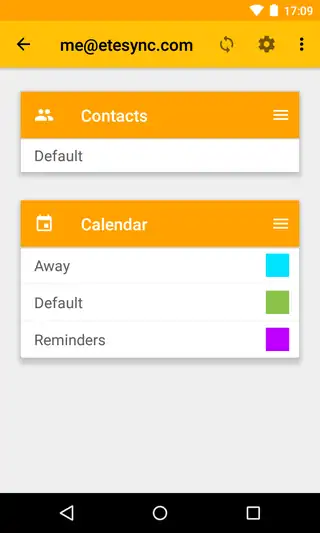 17:09
me@etesync.com
Contacts
Default
Calendar
Away
Default
Reminders